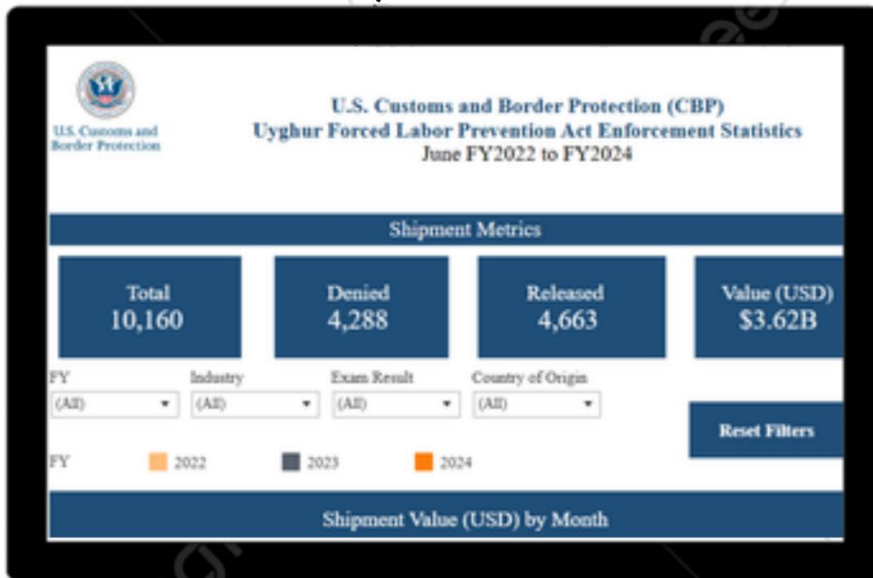 U.S. Customs and
Border Protection
U.S. Customs and Border Protection (CBP)
Uyghur Forced Labor Prevention Act Enforcement Statistics
June FY2022 to FY2024
Shipment Metrics
Total
10,160
Denied
4,288
Released
4,663
Value (USD)
$3.62B
FY
(All)
Industry
(All)
Exam Result
(All)
Country of Origin
(All)
Reset Filters
FY 2022 2023 2024
Shipment Value (USD) by Month